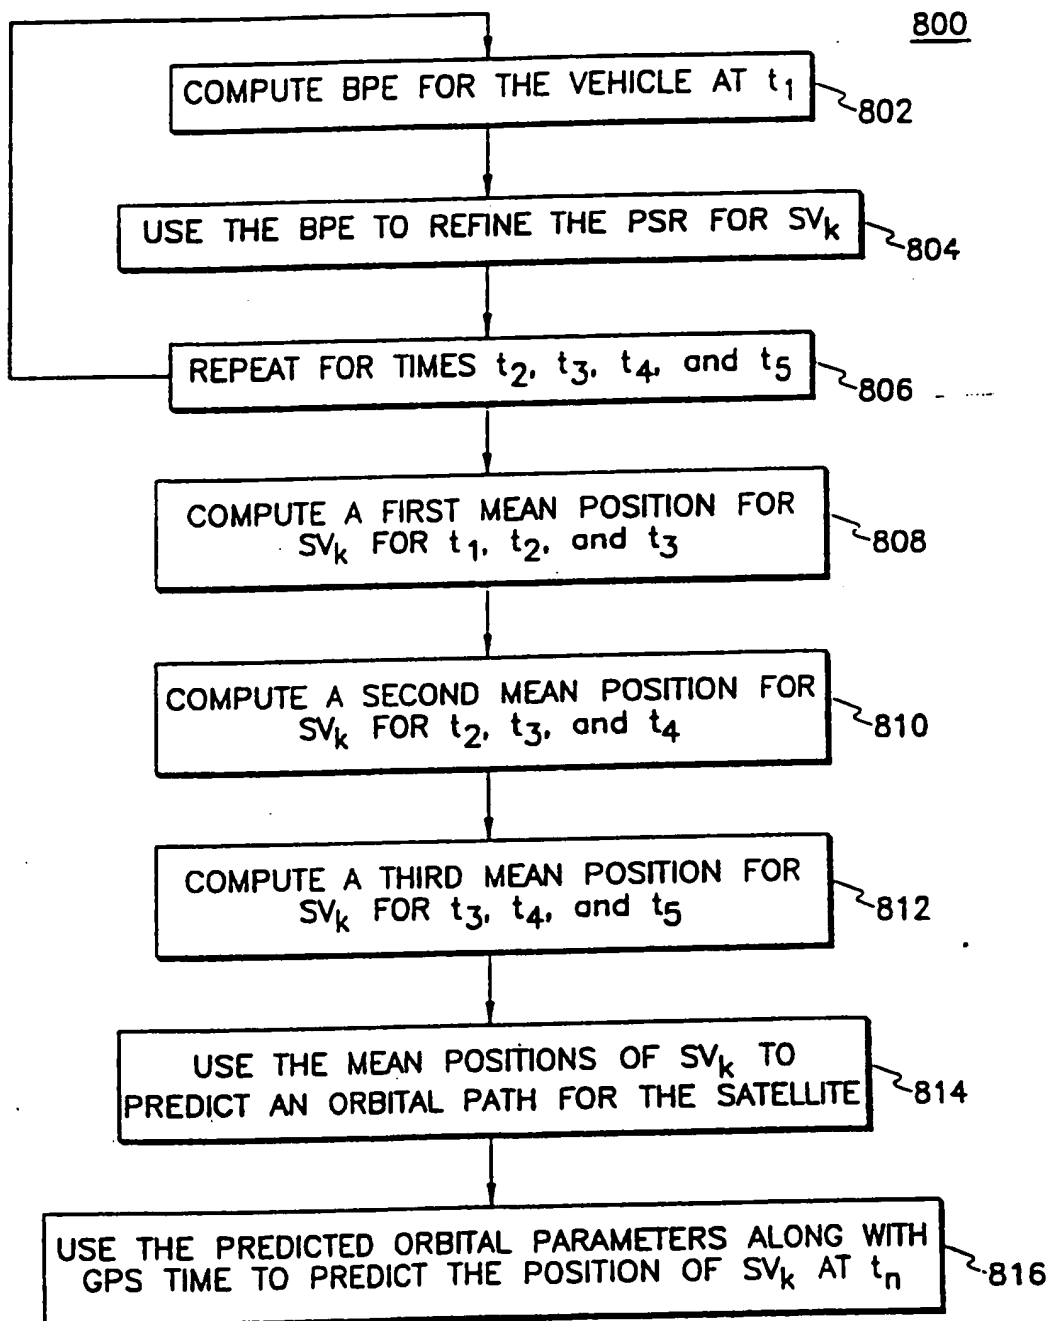 800
COMPUTE BPE FOR THE VEHICLE AT t1
802
USE THE BPE TO REFINE THE PSR FOR SVk
804
REPEAT FOR TIMES t2, t3, t4, and t5
806
COMPUTE A FIRST MEAN POSITION FOR
SVk FOR t1, t2, and t3
808
COMPUTE A SECOND MEAN POSITION FOR
SVk FOR t2, t3, and t4
810
COMPUTE A THIRD MEAN POSITION FOR
SVk FOR t3, t4, and t5
812
USE THE MEAN POSITIONS OF SVk TO
PREDICT AN ORBITAL PATH FOR THE SATELLITE
814
USE THE PREDICTED ORBITAL PARAMETERS ALONG WITH
GPS TIME TO PREDICT THE POSITION OF SVk AT tn
816